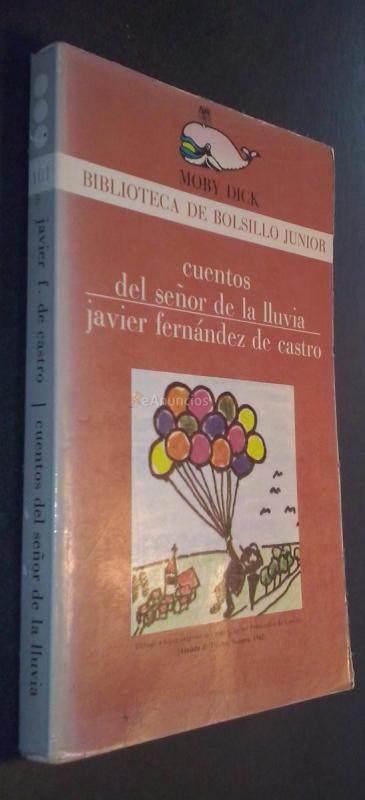 MOBY DICK
BIBLIOTECA DE BOLSILLO JUNIOR
cuentos
del señor de la lluvia
javier fernández de castro
eAnuncios
javier f. de castro | cuentos del señor de la lluvia